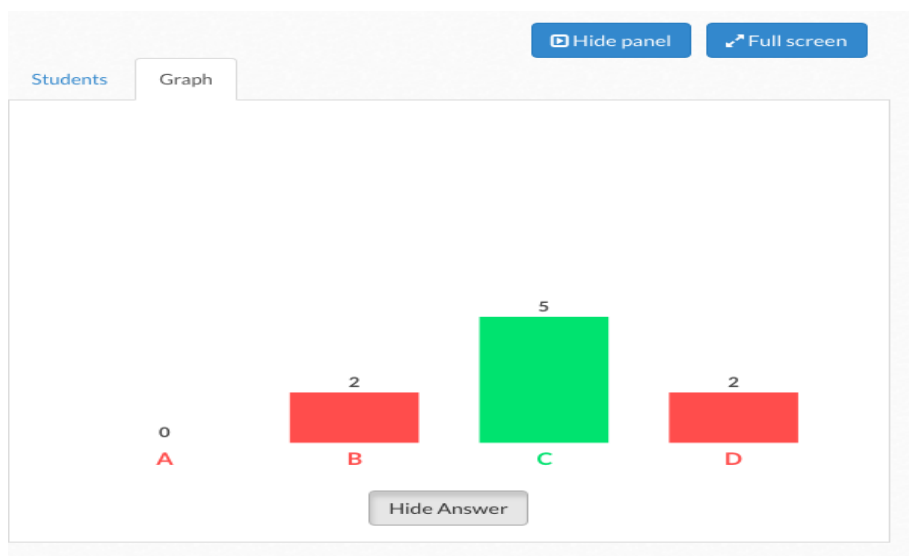 Hide panel Full screen
Students Graph
5
2 2
0
A B C D
Hide Answer